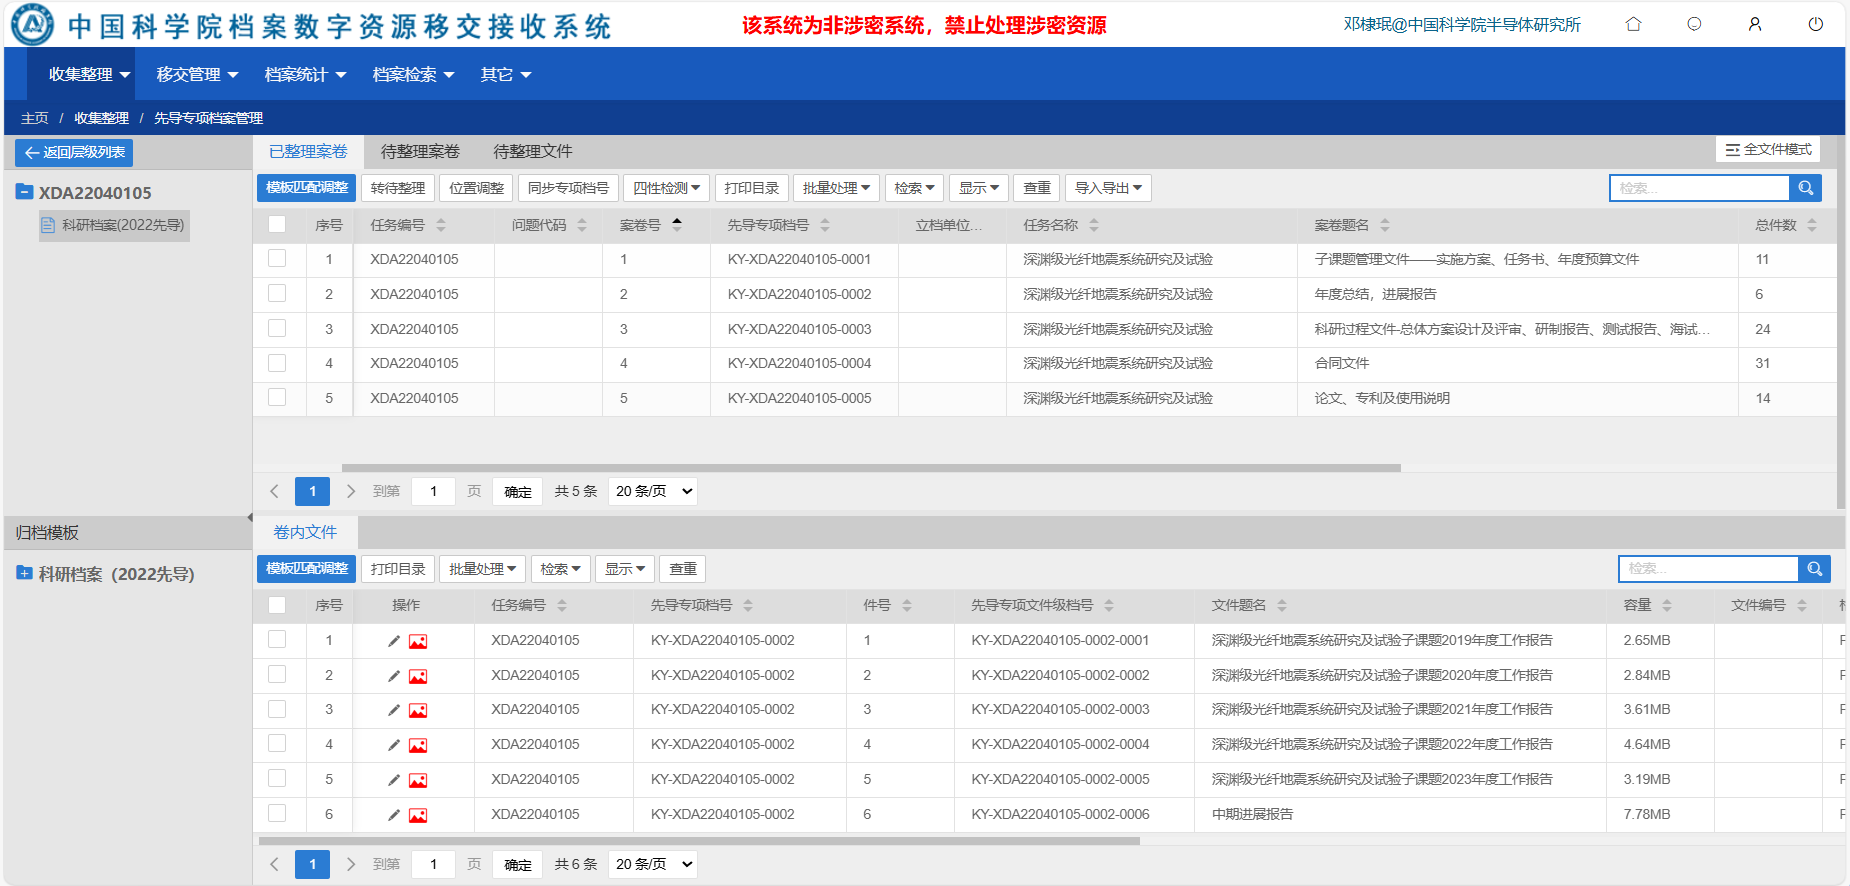 中国科学院档案数字资源移交接收系统
该系统为非涉密系统，禁止处理涉密资源
邓棣珉@中国科学院半导体研究所
收集整理 移交管理 档案统计 档案检索 其它
主页 / 收集整理 / 先导专项档案管理
返回层级列表
XDA22040105
科研档案(2022先导)
归档模板
科研档案（2022先导）
已整理案卷 待整理案卷 待整理文件 全文件模式
模板匹配调整 转待整理 位置调整 同步专项档号 四性检测 打印目录 批量处理 检索 显示 查重 导入导出 检索...
序号 任务编号 问题代码 案卷号 先导专项档号 立档单位... 任务名称 案卷题名 总件数
1 XDA22040105 1 KY-XDA22040105-0001 深渊级光纤地震系统研究及试验 子课题管理文件——实施方案、任务书、年度预算文件 11
2 XDA22040105 2 KY-XDA22040105-0002 深渊级光纤地震系统研究及试验 年度总结，进展报告 6
3 XDA22040105 3 KY-XDA22040105-0003 深渊级光纤地震系统研究及试验 科研过程文件-总体方案设计及评审、研制报告、测试报告、海试... 24
4 XDA22040105 4 KY-XDA22040105-0004 深渊级光纤地震系统研究及试验 合同文件 31
5 XDA22040105 5 KY-XDA22040105-0005 深渊级光纤地震系统研究及试验 论文、专利及使用说明 14
1 到第 1 页 确定 共 5 条 20 条/页
卷内文件
模板匹配调整 打印目录 批量处理 检索 显示 查重 检索...
序号 操作 任务编号 先导专项档号 件号 先导专项文件级档号 文件题名 容量 文件编号
1 XDA22040105 KY-XDA22040105-0002 1 KY-XDA22040105-0002-0001 深渊级光纤地震系统研究及试验子课题2019年度工作报告 2.65MB
2 XDA22040105 KY-XDA22040105-0002 2 KY-XDA22040105-0002-0002 深渊级光纤地震系统研究及试验子课题2020年度工作报告 2.84MB
3 XDA22040105 KY-XDA22040105-0002 3 KY-XDA22040105-0002-0003 深渊级光纤地震系统研究及试验子课题2021年度工作报告 3.61MB
4 XDA22040105 KY-XDA22040105-0002 4 KY-XDA22040105-0002-0004 深渊级光纤地震系统研究及试验子课题2022年度工作报告 4.64MB
5 XDA22040105 KY-XDA22040105-0002 5 KY-XDA22040105-0002-0005 深渊级光纤地震系统研究及试验子课题2023年度工作报告 3.19MB
6 XDA22040105 KY-XDA22040105-0002 6 KY-XDA22040105-0002-0006 中期进展报告 7.78MB
1 到第 1 页 确定 共 6 条 20 条/页